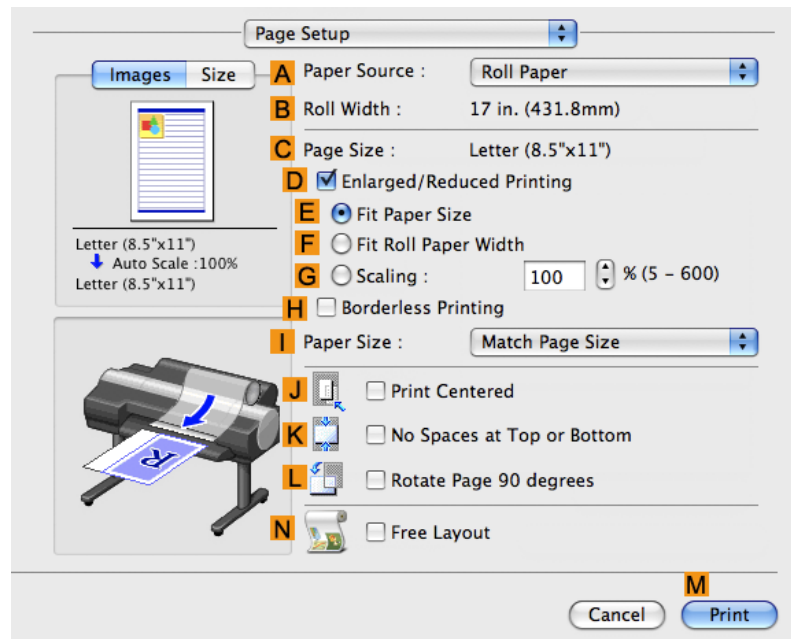 Page Setup
Images Size
A Paper Source : Roll Paper
B Roll Width : 17 in. (431.8mm)
C Page Size : Letter (8.5"x11")
D Enlarged/Reduced Printing
E Fit Paper Size
F Fit Roll Paper Width
G Scaling : 100 % (5 - 600)
H Borderless Printing
I Paper Size : Match Page Size
Letter (8.5"x11")
Auto Scale :100%
Letter (8.5"x11")
R
J Print Centered
K No Spaces at Top or Bottom
L Rotate Page 90 degrees
N Free Layout
M
Cancel Print